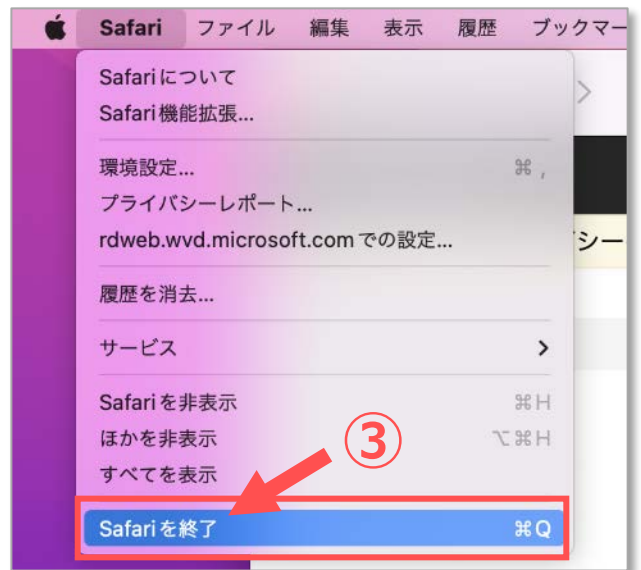 Safari ファイル 編集 表示 履歴 ブックマー
Safariについて
Safari機能拡張...
環境設定... ⌘ ,
プライバシーレポート...
rdweb.wvd.microsoft.com での設定...
シー
履歴を消去...
サービス
Safariを非表示 ⌘H
ほかを非表示 ⌥⌘H
③
すべてを表示
Safariを終了 ⌘Q